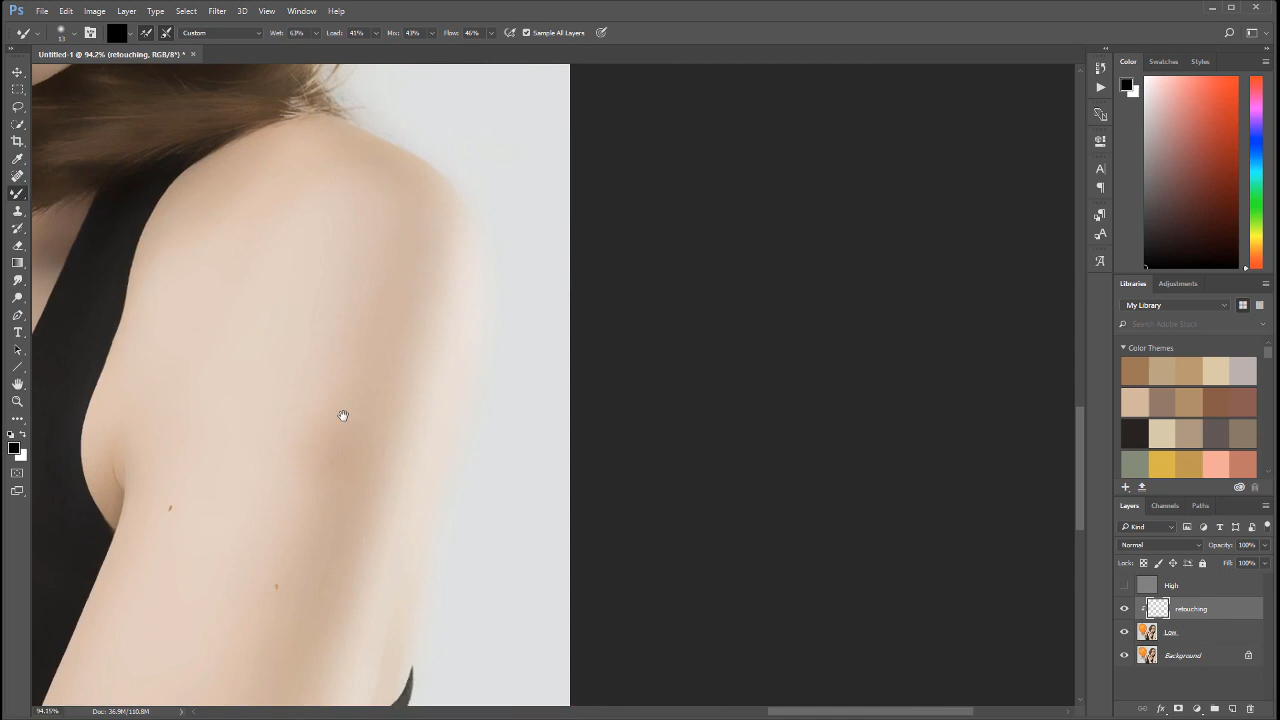 Ps File Edit Image Layer Type Select Filter 3D View Window Help
13 Custom Wet: 63% Load: 41% Mix: 43% Flow: 46% Sample All Layers
Untitled-1 @ 94.2% (retouching, RGB/8*) * ×
Color Swatches Styles
Libraries Adjustments
My Library
Search Adobe Stock
Color Themes
Layers Channels Paths
Kind
Normal Opacity: 100%
Lock: Fill: 100%
High
retouching
Low
Background
94.15% Doc: 36.9M/110.8M